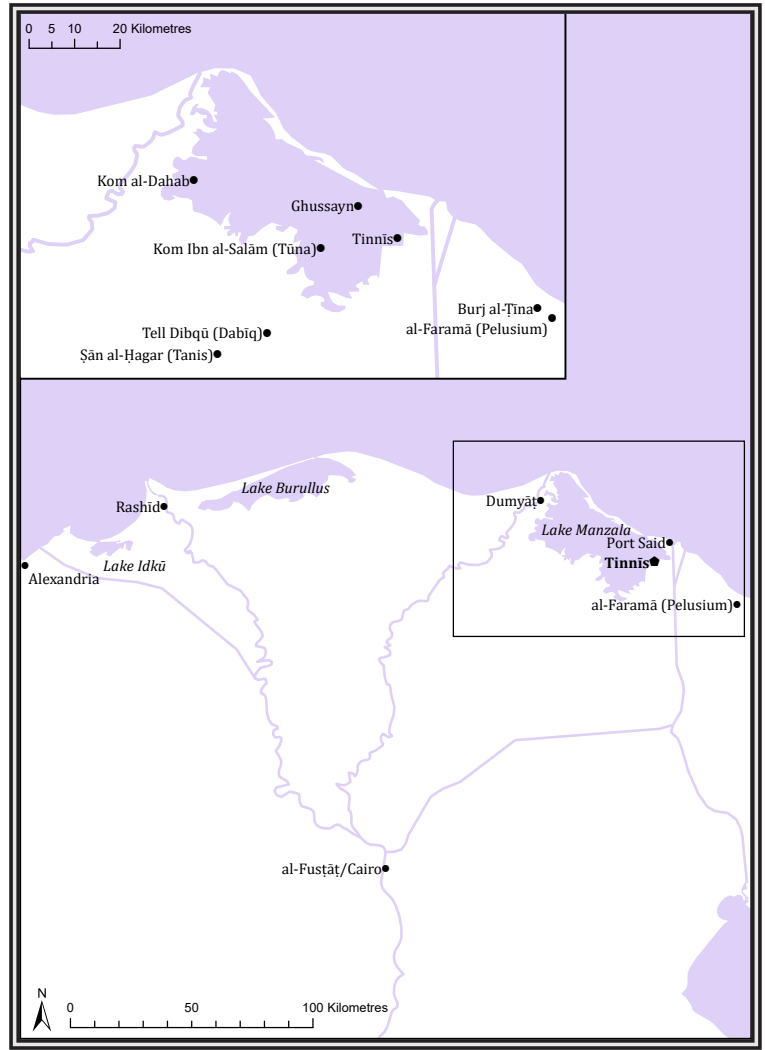 0 5 10 20 Kilometres
Kom al-Dahab
Ghussayn
Tinnīs
Kom Ibn al-Salām (Tūna)
Burj al-Ṭīna
al-Faramā (Pelusium)
Tell Dibqū (Dabīq)
Ṣān al-Ḥagar (Tanis)
Lake Burullus
Rashīd
Dumyāṭ
Lake Manzala
Port Said
Tinnīs
Lake Idkū
Alexandria
al-Faramā (Pelusium)
al-Fusṭāṭ/Cairo
N
0 50 100 Kilometres